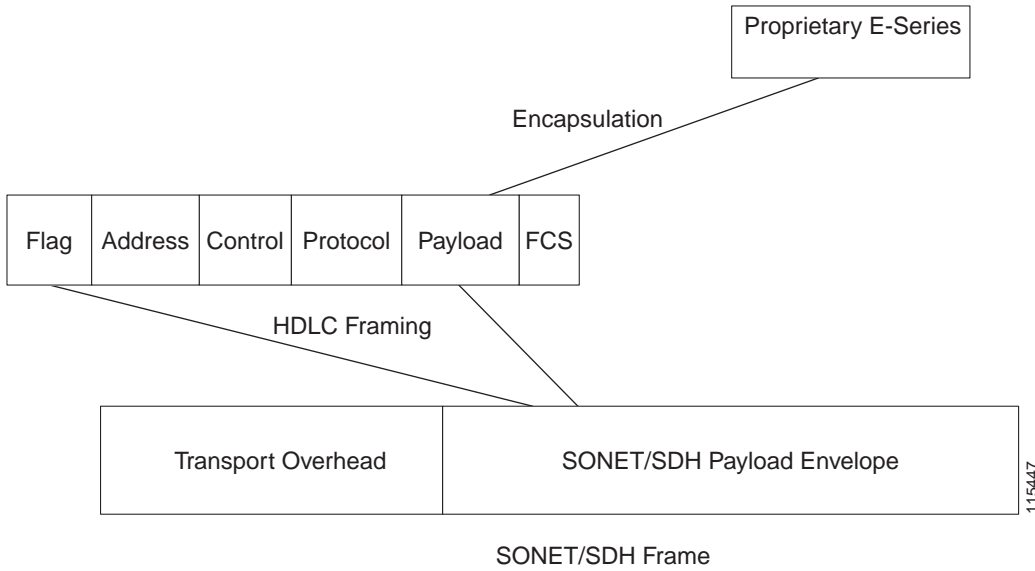 Proprietary E-Series
Encapsulation
Flag Address Control Protocol Payload FCS
HDLC Framing
Transport Overhead SONET/SDH Payload Envelope
115447
SONET/SDH Frame